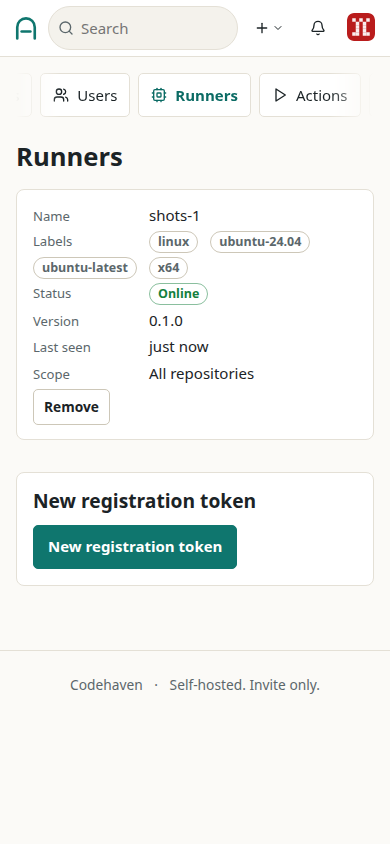 Search
Users
Runners
Actions
Runners
Name shots-1
Labels linux ubuntu-24.04
ubuntu-latest x64
Status Online
Version 0.1.0
Last seen just now
Scope All repositories
Remove
New registration token
New registration token
Codehaven · Self-hosted. Invite only.